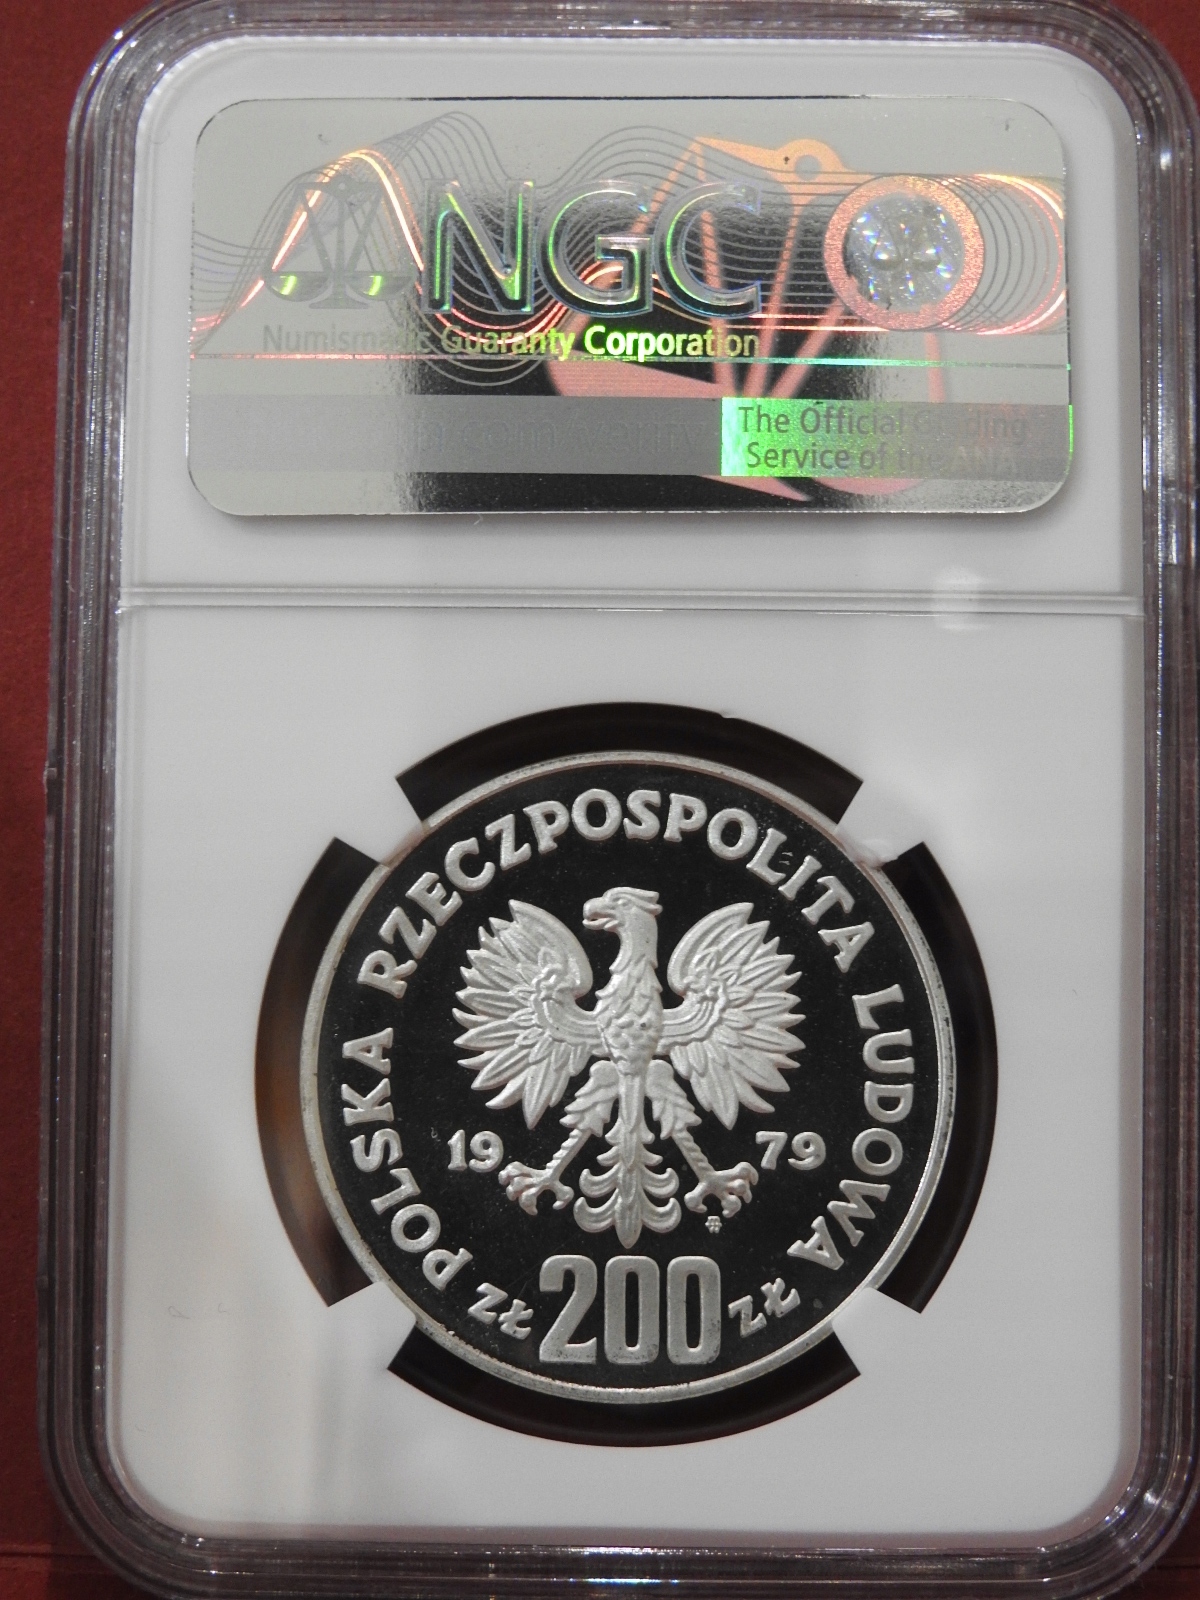 NGC
Numismatic Guaranty Corporation
The Official Grading
Service of the ANA
POLSKA RZECZPOSPOLITA LUDOWA
19 79
zł 200 zł